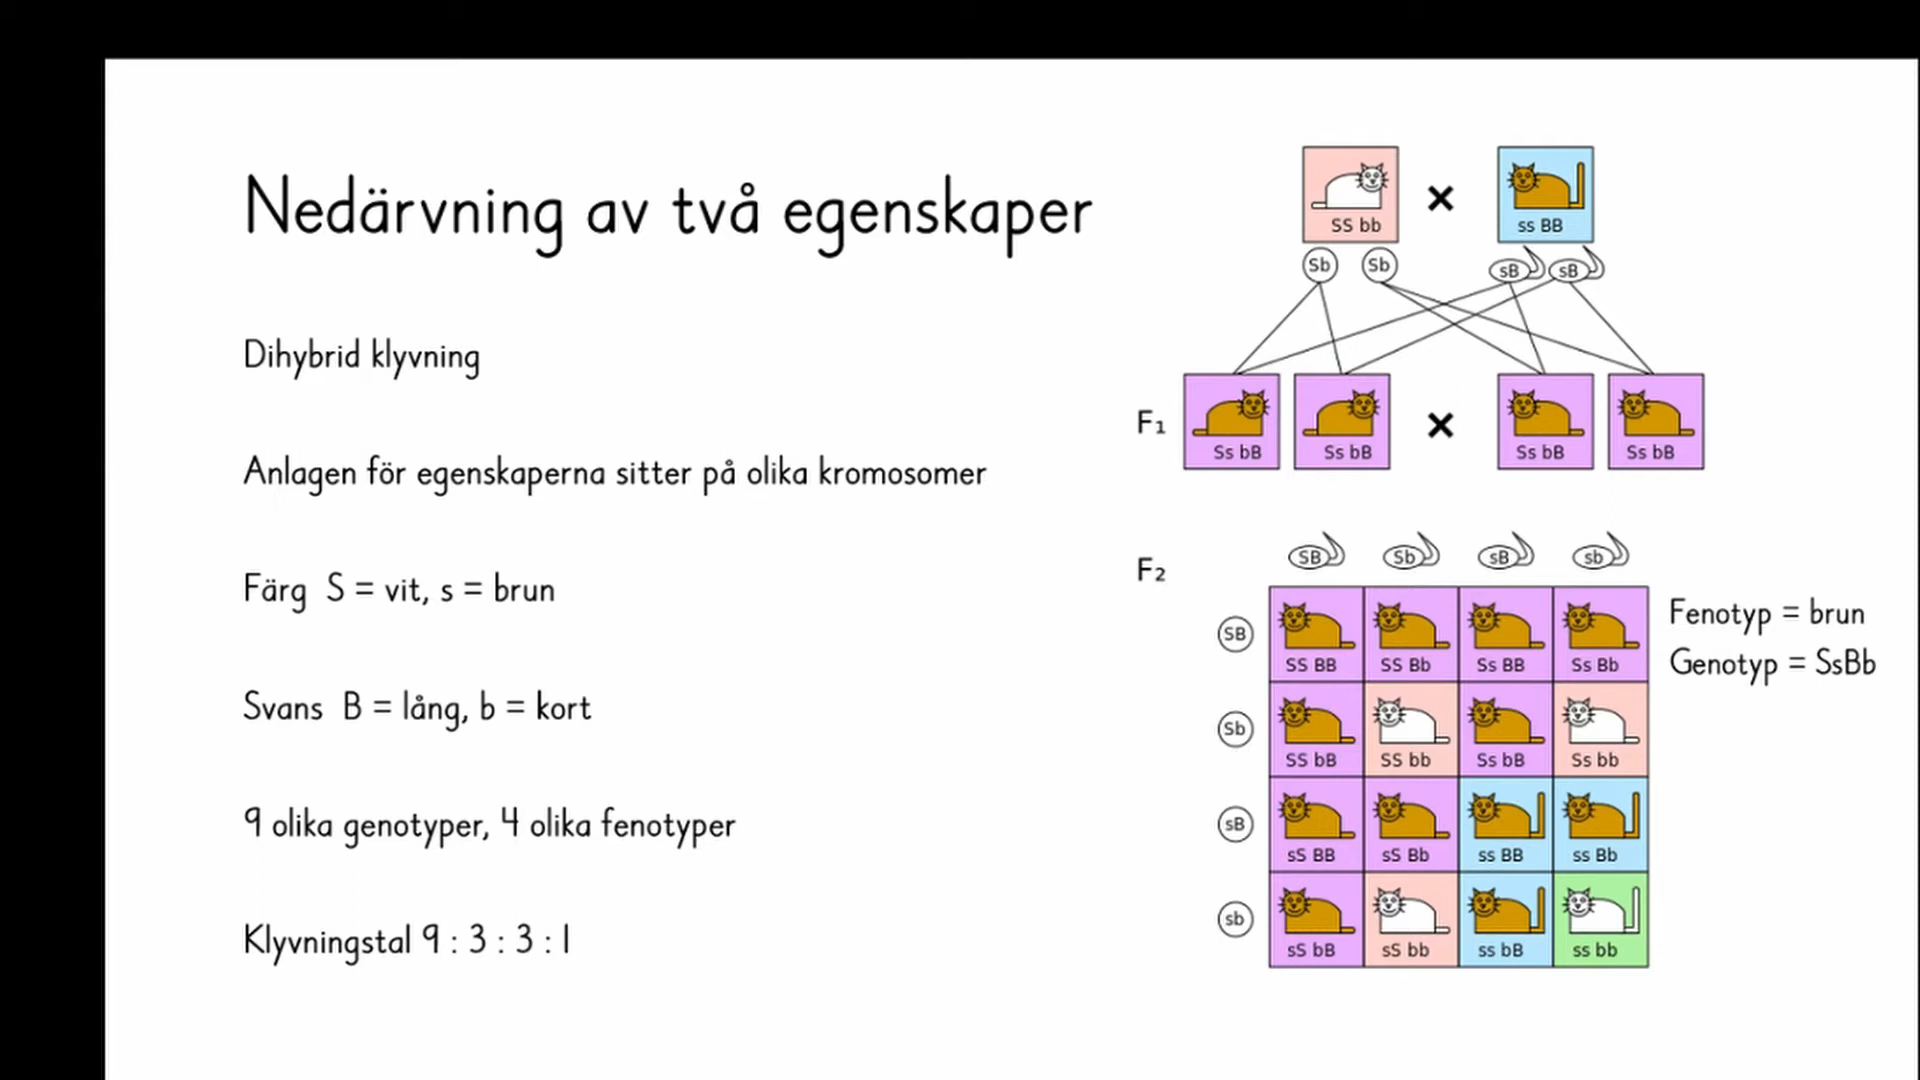 Nedärvning av två egenskaper
Dihybrid klyvning
Anlagen för egenskaperna sitter på olika kromosomer
Färg S = vit, s = brun
Svans B = lång, b = kort
9 olika genotyper, 4 olika fenotyper
Klyvningstal 9 : 3 : 3 : 1
SS bb ss BB
Sb Sb sB sB
F₁ Ss bB Ss bB Ss bB Ss bB
F₂ SB Sb sB sb
SB SS BB SS Bb Ss BB Ss Bb
Sb SS bB SS bb Ss bB Ss bb
sB sS BB sS Bb ss BB ss Bb
sb sS bB sS bb ss bB ss bb
Fenotyp = brun
Genotyp = SsBb